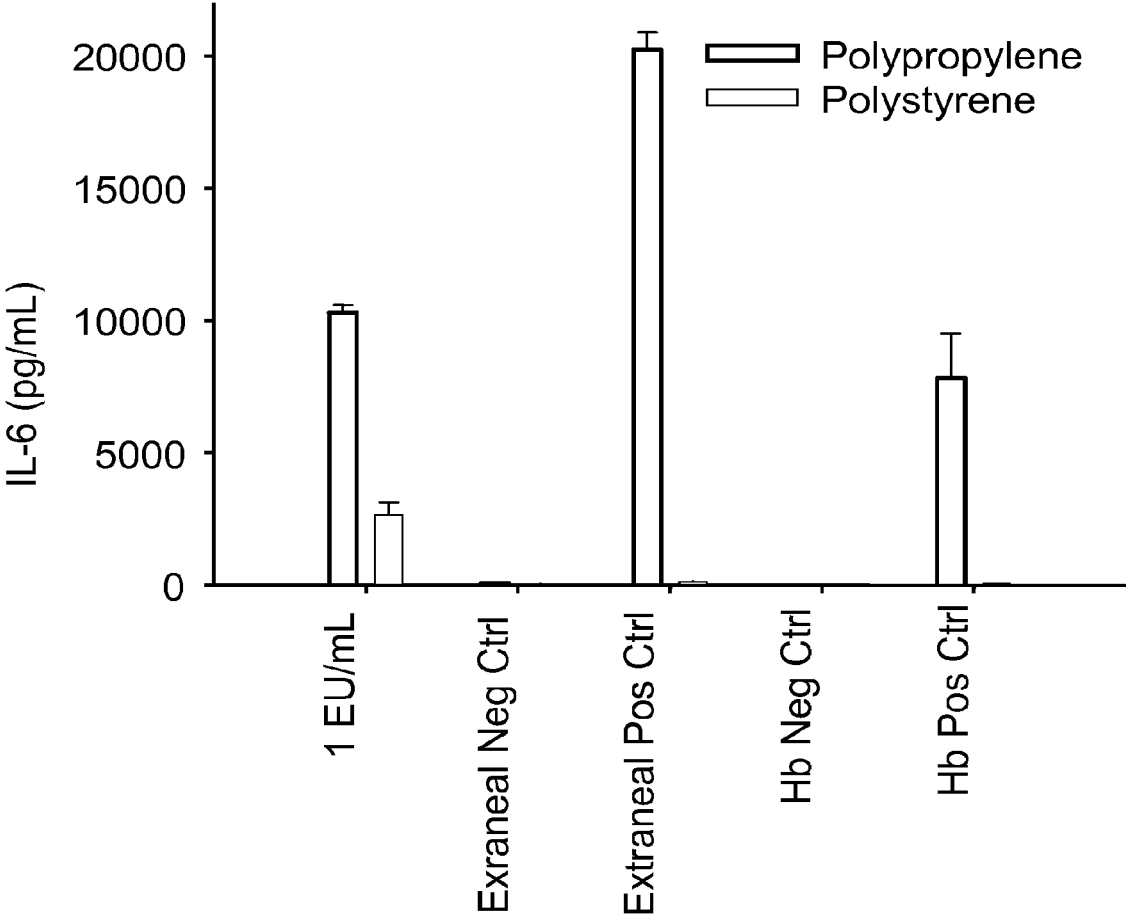 20000
15000
10000
5000
0
IL-6 (pg/mL)
Polypropylene
Polystyrene
1 EU/mL
Exraneal Neg Ctrl
Extraneal Pos Ctrl
Hb Neg Ctrl
Hb Pos Ctrl